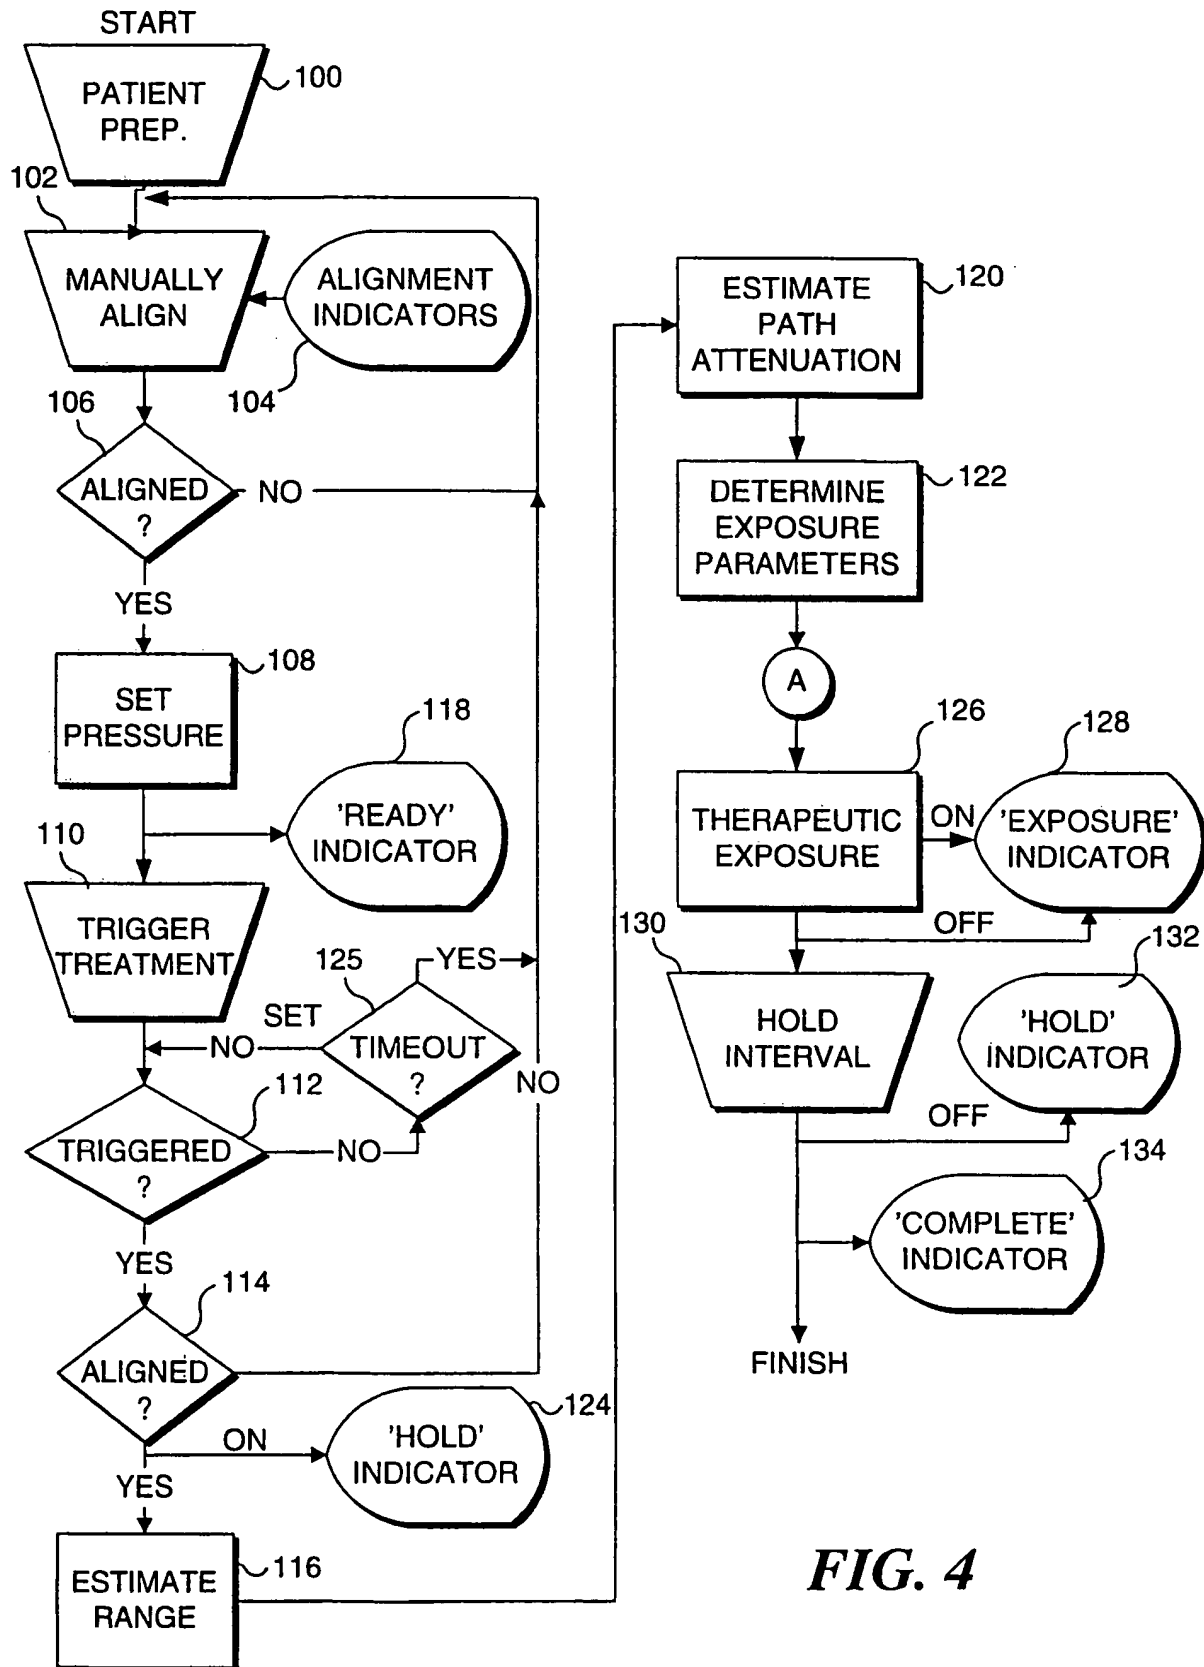 START
PATIENT
PREP.
100
102
MANUALLY
ALIGN
ALIGNMENT
INDICATORS
104
106
ALIGNED
?
NO
YES
108
SET
PRESSURE
118
'READY'
INDICATOR
110
TRIGGER
TREATMENT
125
YES
SET
NO
TIMEOUT
?
NO
112
TRIGGERED
?
NO
YES
114
ALIGNED
?
ON
124
'HOLD'
INDICATOR
YES
116
ESTIMATE
RANGE
120
ESTIMATE
PATH
ATTENUATION
122
DETERMINE
EXPOSURE
PARAMETERS
A
126
THERAPEUTIC
EXPOSURE
ON
128
'EXPOSURE'
INDICATOR
OFF
130
HOLD
INTERVAL
132
'HOLD'
INDICATOR
OFF
134
'COMPLETE'
INDICATOR
FINISH
FIG. 4